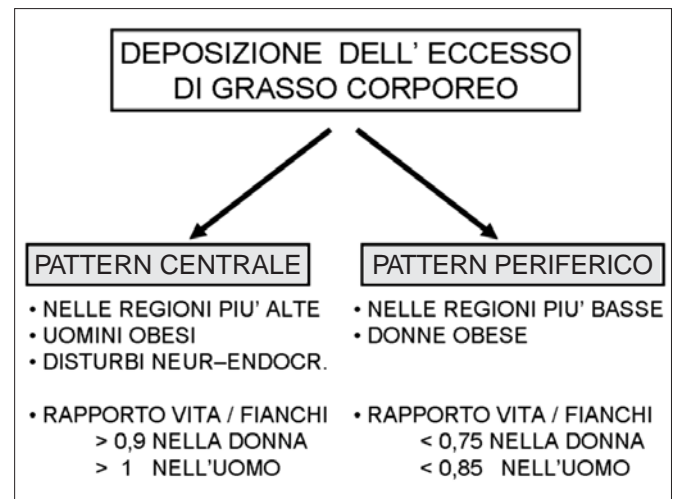 DEPOSIZIONE DELL' ECCESSO
DI GRASSO CORPOREO
PATTERN CENTRALE
• NELLE REGIONI PIU' ALTE
• UOMINI OBESI
• DISTURBI NEUR–ENDOCR.
• RAPPORTO VITA / FIANCHI
> 0,9 NELLA DONNA
> 1 NELL'UOMO
PATTERN PERIFERICO
• NELLE REGIONI PIU' BASSE
• DONNE OBESE
• RAPPORTO VITA / FIANCHI
< 0,75 NELLA DONNA
< 0,85 NELL'UOMO